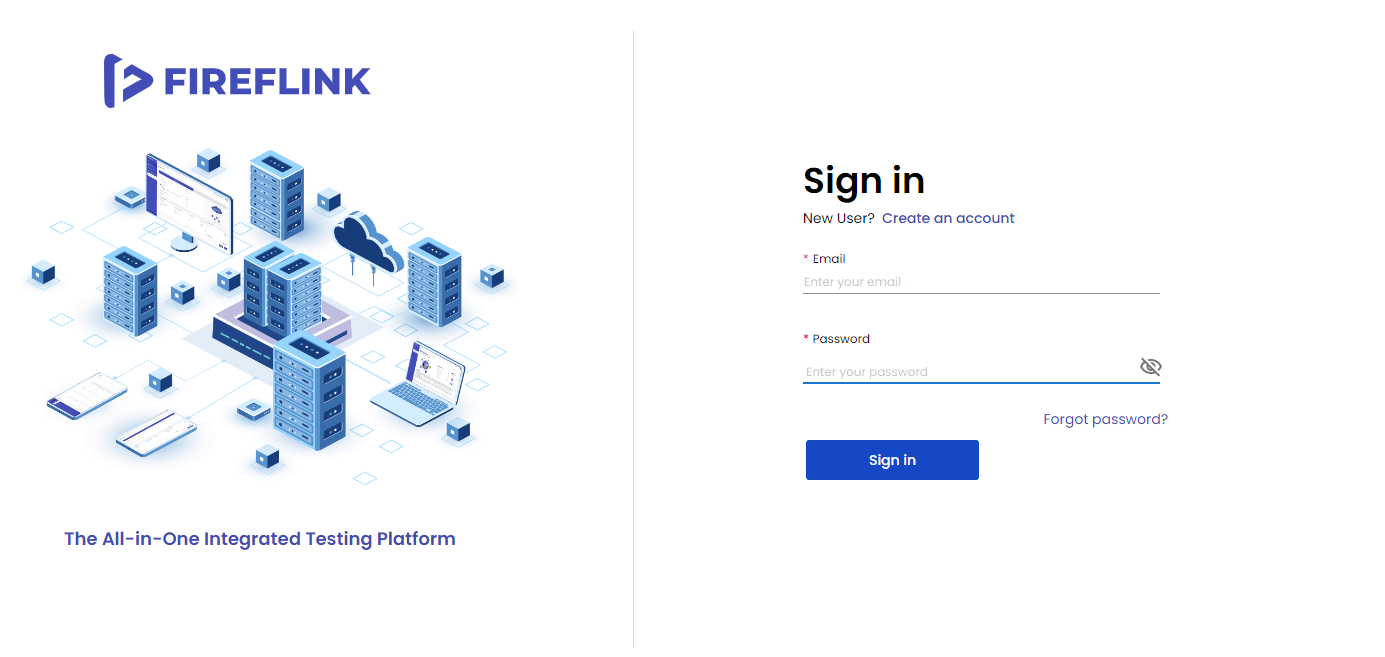 FIREFLINK
The All-in-One Integrated Testing Platform
Sign in
New User? Create an account
* Email
Enter your email
* Password
Enter your password
Forgot password?
Sign in